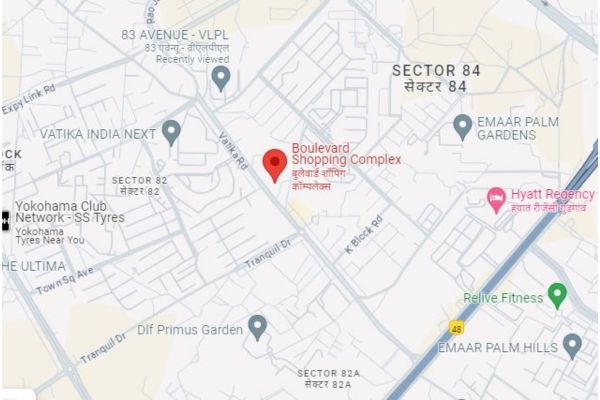 83 AVENUE - VLPL
83 एवेन्यू - वीएलपीएल
Recently viewed
SECTOR 84
सेक्टर 84
Expy Link Rd
EMAAR PALM
GARDENS
VATIKA INDIA NEXT
Vatika Rd
Boulevard
Shopping Complex
बुलेवार्ड शॉपिंग
कॉम्पलेक्स
SECTOR 82
सेक्टर 82
Hyatt Regency
हयात रीजेंसी गुड़गांव
Yokohama Club
Network - SS Tyres
Yokohama
Tyres Near You
K Block Rd
Tranquil Dr
HE ULTIMA
Town Sq Ave
Relive Fitness
Dlf Primus Garden
48
EMAAR PALM HILLS
Tranquil Dr
SECTOR 82A
सेक्टर 82A